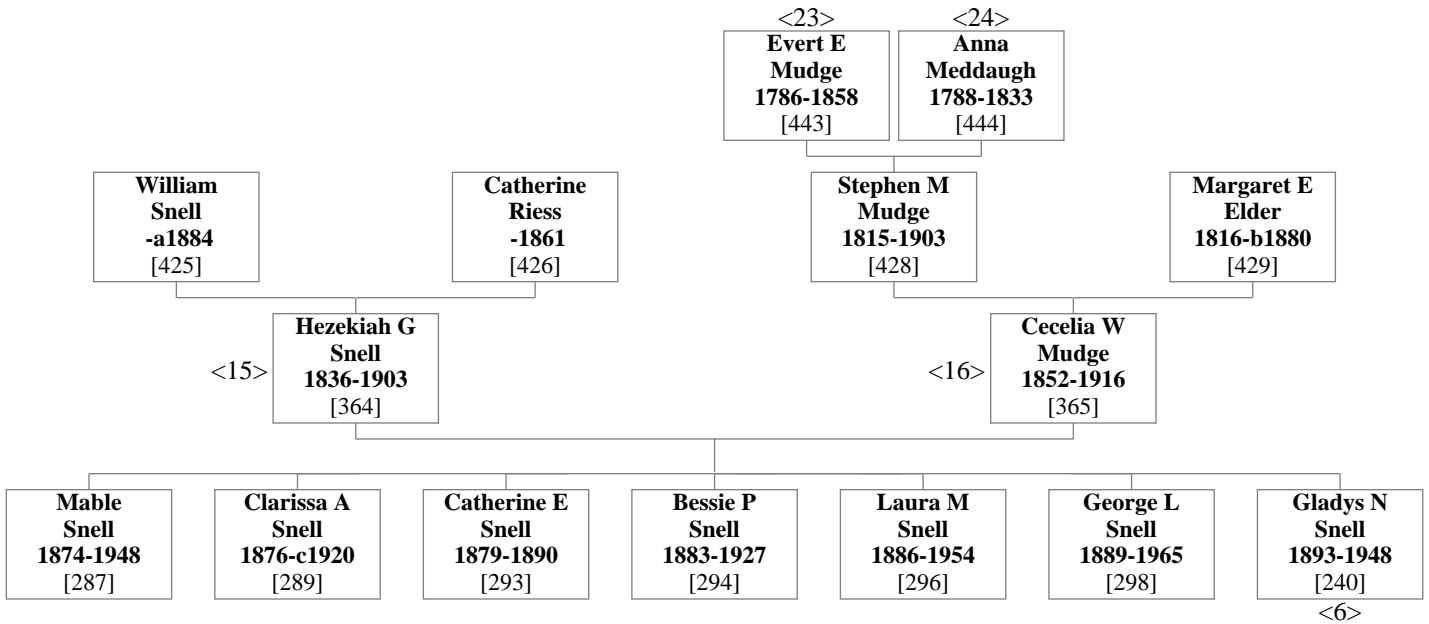 <23>
Evert E
Mudge
1786-1858
[443]
<24>
Anna
Meddaugh
1788-1833
[444]
William
Snell
-a1884
[425]
Catherine
Riess
-1861
[426]
Stephen M
Mudge
1815-1903
[428]
Margaret E
Elder
1816-b1880
[429]
<15>
Hezekiah G
Snell
1836-1903
[364]
<16>
Cecelia W
Mudge
1852-1916
[365]
Mable
Snell
1874-1948
[287]
Clarissa A
Snell
1876-c1920
[289]
Catherine E
Snell
1879-1890
[293]
Bessie P
Snell
1883-1927
[294]
Laura M
Snell
1886-1954
[296]
George L
Snell
1889-1965
[298]
Gladys N
Snell
1893-1948
[240]
<6>